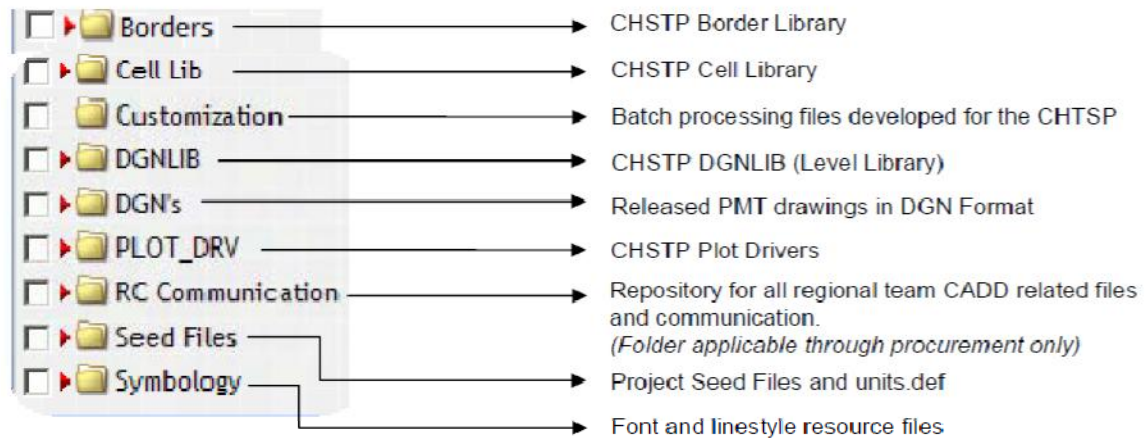 Borders CHSTP Border Library
Cell Lib CHSTP Cell Library
Customization Batch processing files developed for the CHTSP
DGNLIB CHSTP DGNLIB (Level Library)
DGN's Released PMT drawings in DGN Format
PLOT_DRV CHSTP Plot Drivers
RC Communication Repository for all regional team CADD related files
and communication.
(Folder applicable through procurement only)
Seed Files Project Seed Files and units.def
Symbology Font and linestyle resource files